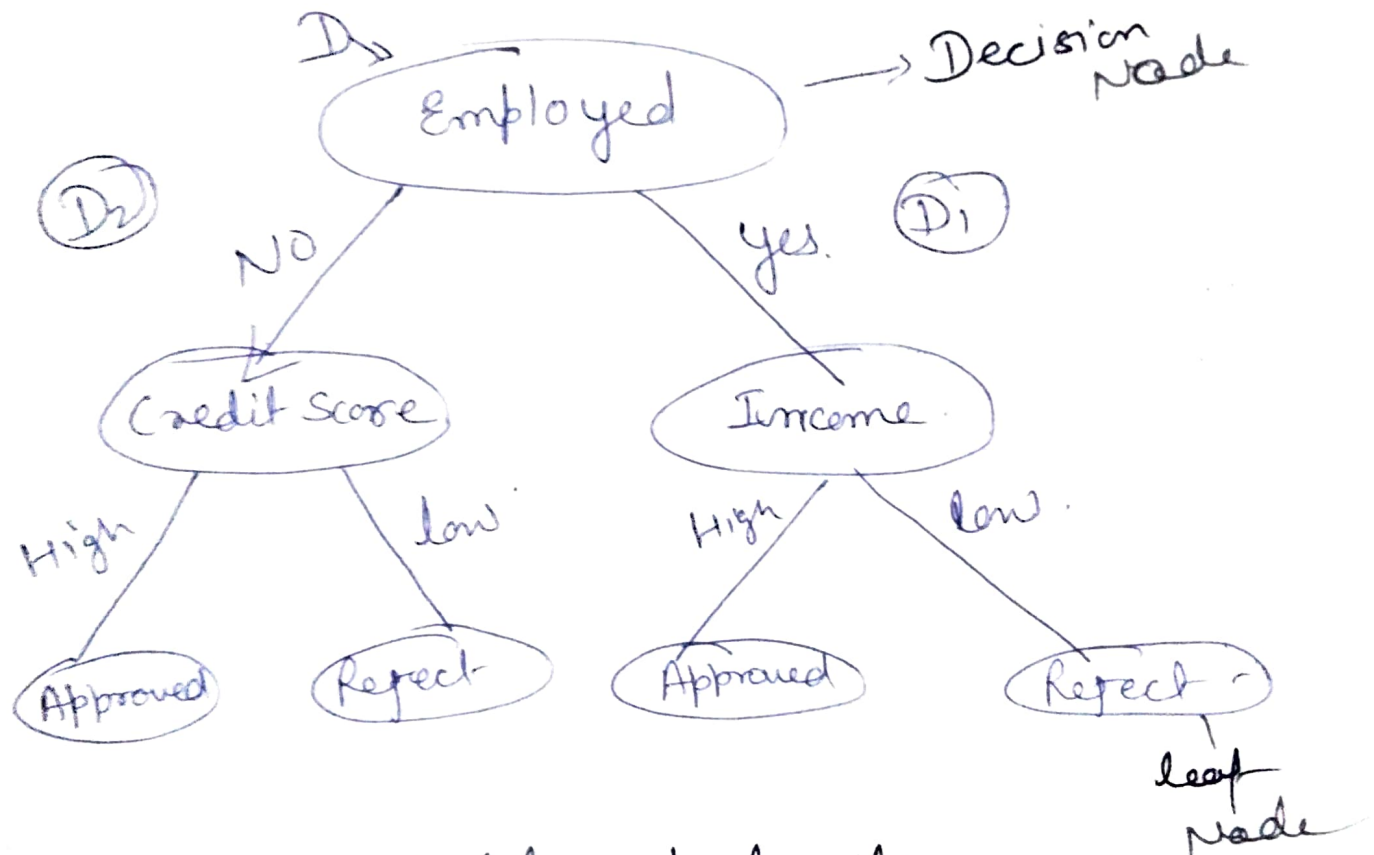 D
Employed
Decision
Node
D2
D1
NO
Yes.
Credit Score
Income
High
low
High
low.
Approved
Reject
Approved
Reject
leaf
Node